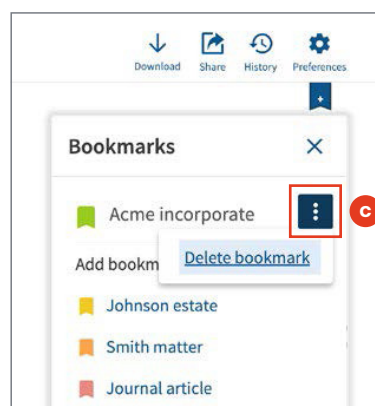 Download Share History Preferences
Bookmarks
Acme incorporate
C
Delete bookmark
Add bookm
Johnson estate
Smith matter
Journal article